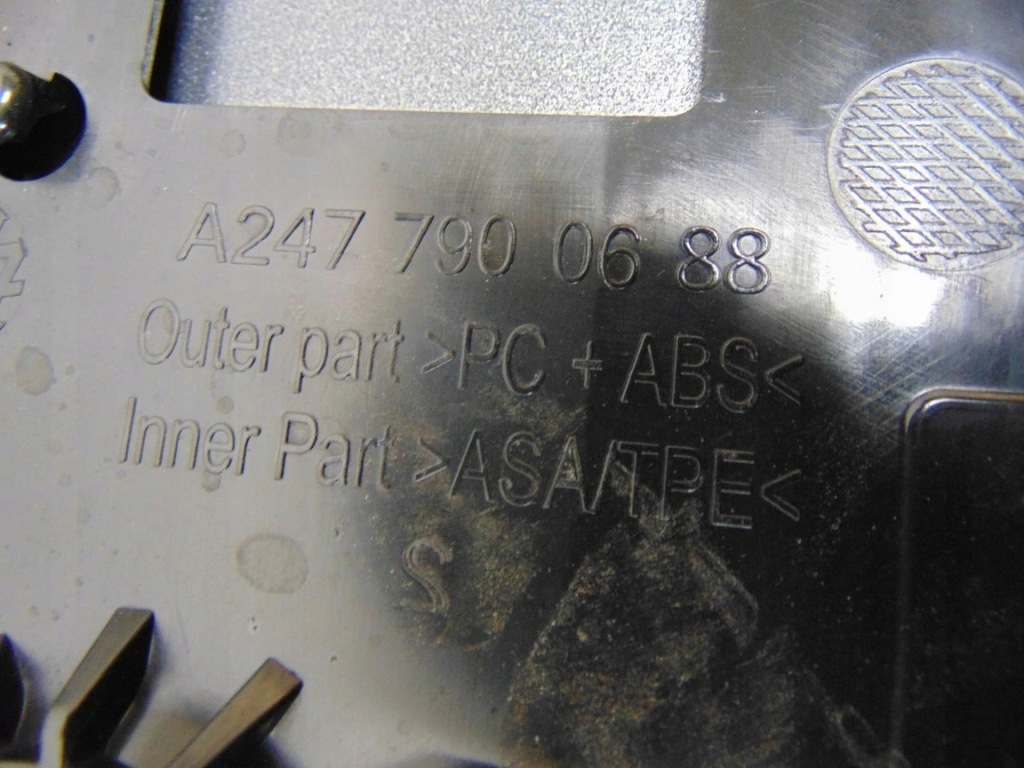 A247 790 06 88
Outer part >PC + ABS<
Inner Part >ASA/TPE<
S